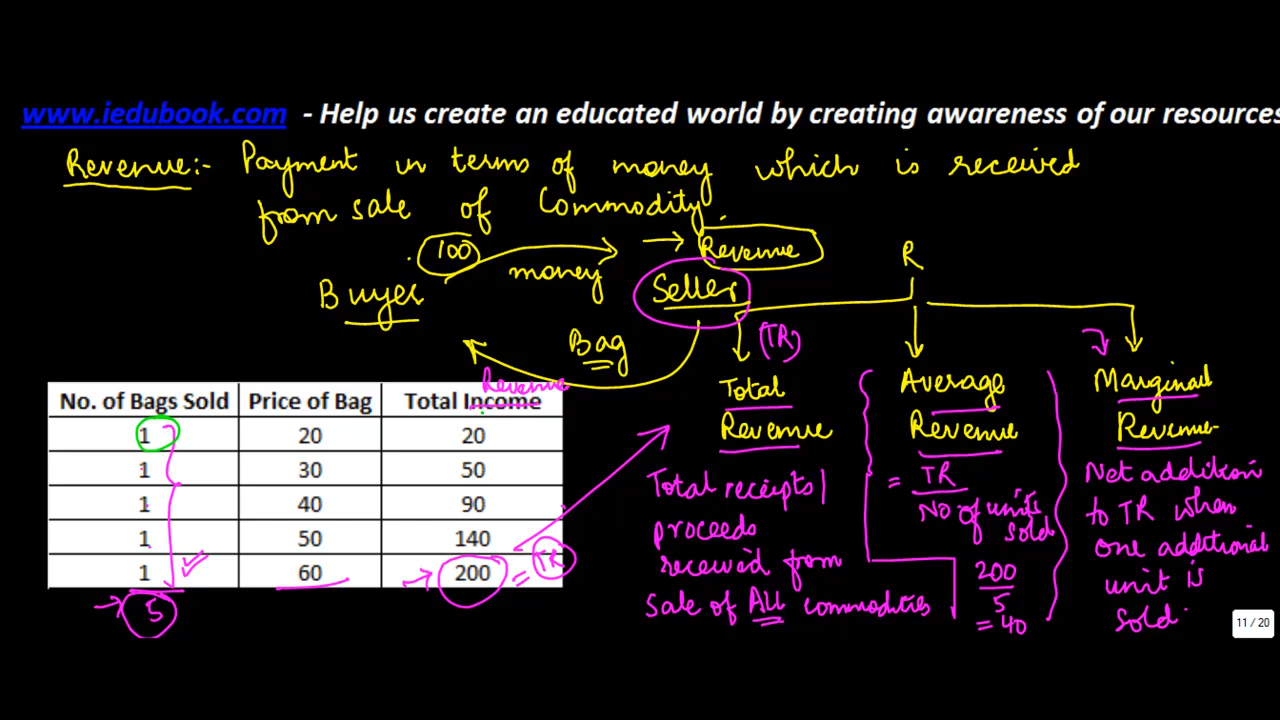 www.iedubook.com - Help us create an educated world by creating awareness of our resources
Revenue:- Payment in terms of money which is received
from sale of Commodity.
100
money
→ Revenue
Buyer
Seller
Bag
R
(TR)
Total
Revenue
Total receipts/
proceeds
received from
sale of ALL commodities
Average
Revenue
= TR
No of units
sold
200
5
= 40
Marginal
Revenue
Net addition
to TR when
one additional
unit is
sold.
Revenue
No. of Bags Sold Price of Bag Total Income
1 20 20
1 30 50
1 40 90
1 50 140
1 60 200 = TR
5
11 / 20